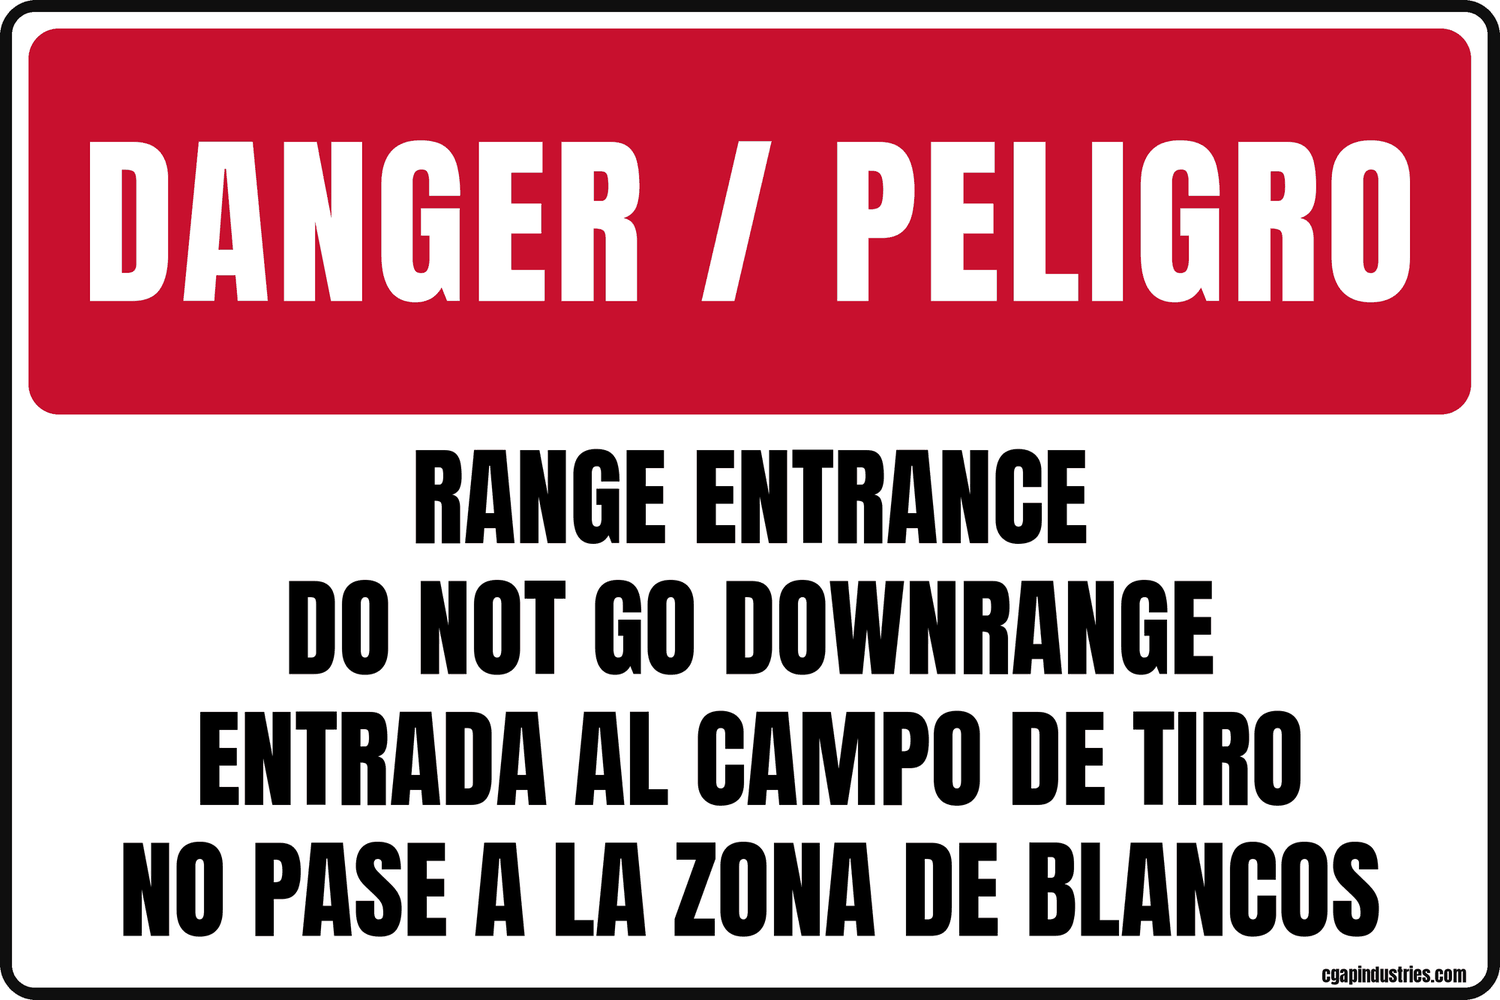 DANGER / PELIGRO
RANGE ENTRANCE
DO NOT GO DOWNRANGE
ENTRADA AL CAMPO DE TIRO
NO PASE A LA ZONA DE BLANCOS
cgapindustries.com